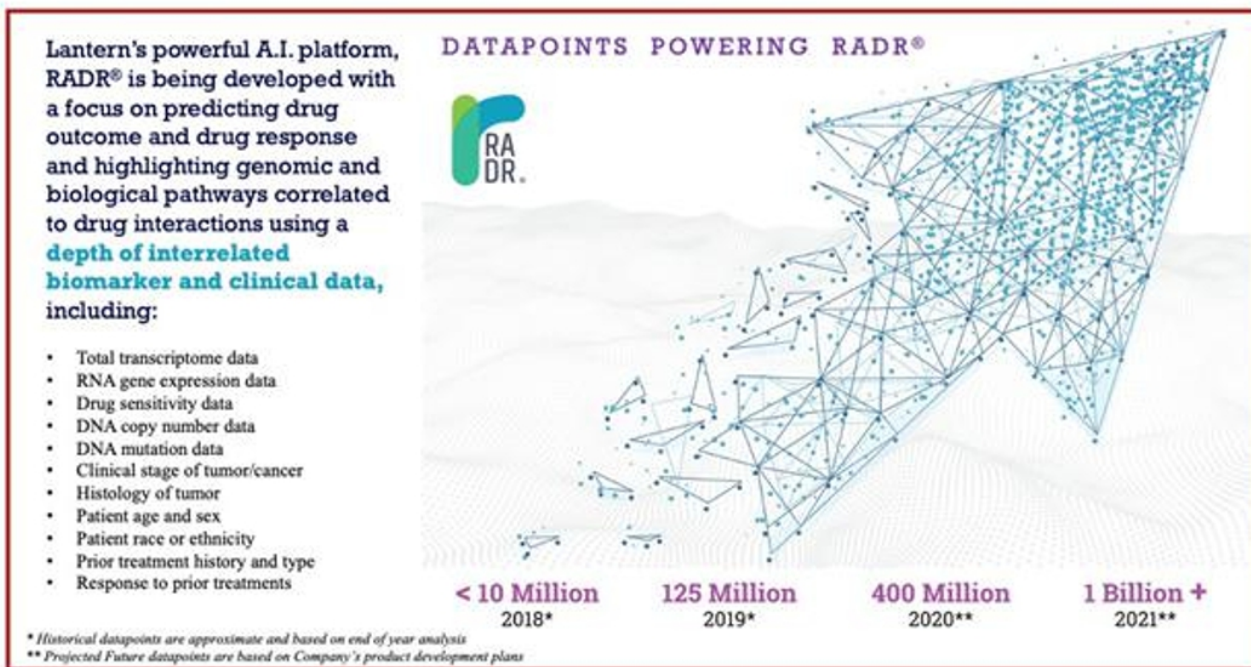 Lantern's powerful A.I. platform,
RADR® is being developed with
a focus on predicting drug
outcome and drug response
and highlighting genomic and
biological pathways correlated
to drug interactions using a
depth of interrelated
biomarker and clinical data,
including:
• Total transcriptome data
• RNA gene expression data
• Drug sensitivity data
• DNA copy number data
• DNA mutation data
• Clinical stage of tumor/cancer
• Histology of tumor
• Patient age and sex
• Patient race or ethnicity
• Prior treatment history and type
• Response to prior treatments
DATAPOINTS POWERING RADR®
RA
DR®
< 10 Million
2018*
125 Million
2019*
400 Million
2020**
1 Billion +
2021**
* Historical datapoints are approximate and based on end of year analysis
** Projected Future datapoints are based on Company's product development plans